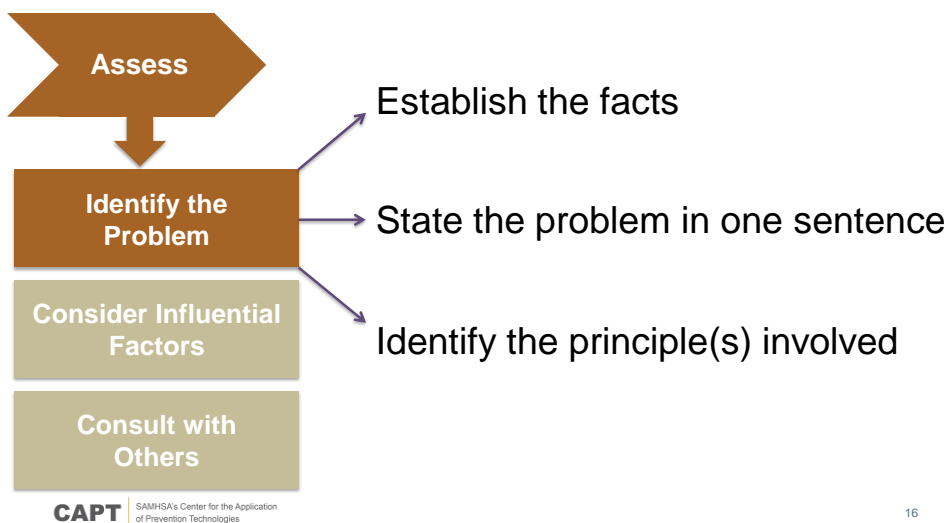 Assess
Establish the facts
Identify the
Problem
State the problem in one sentence
Consider Influential
Factors
Identify the principle(s) involved
Consult with
Others
CAPT
SAMHSA's Center for the Application
of Prevention Technologies
16